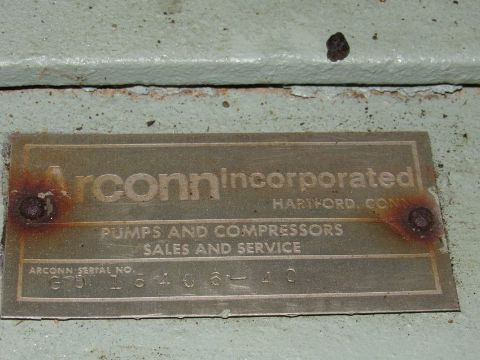 Arconn Incorporated
HARTFORD, CONN
PUMPS AND COMPRESSORS
SALES AND SERVICE
ARCONN SERIAL NO.